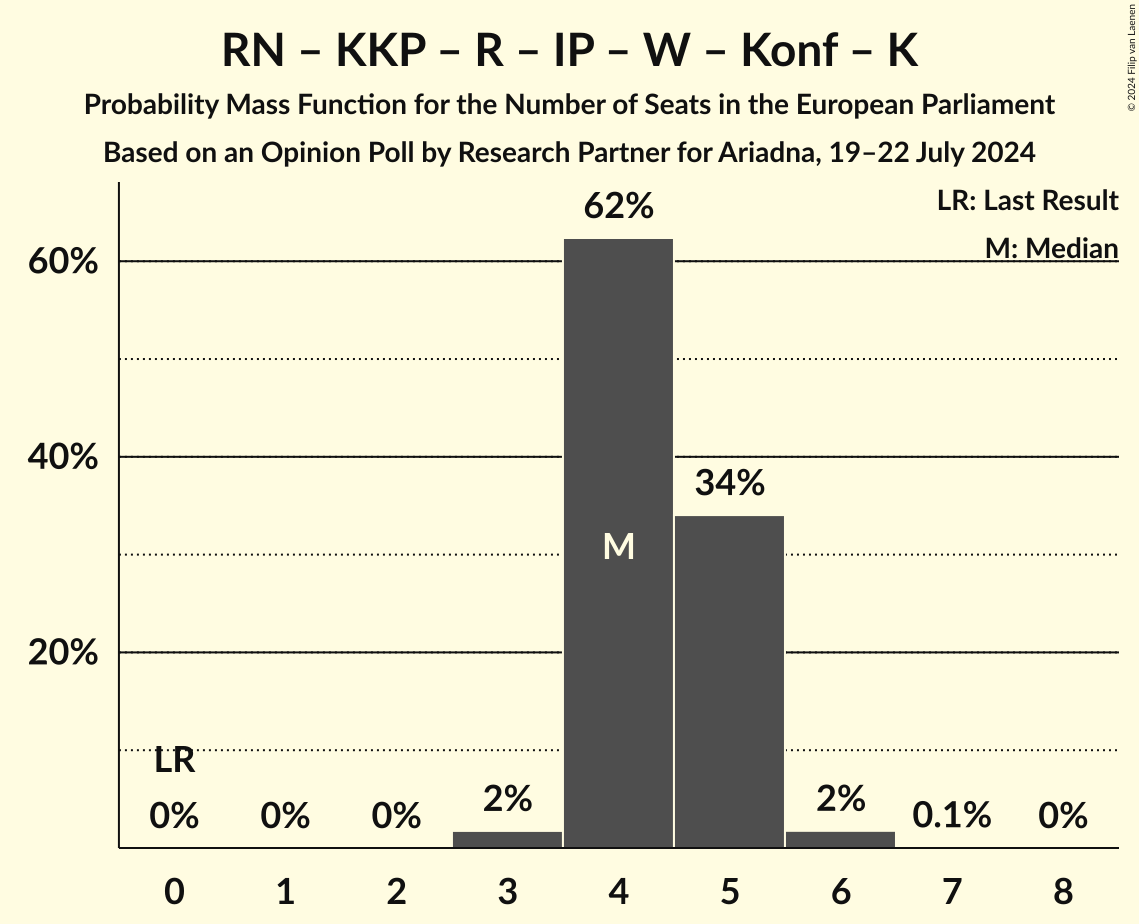 RN – KKP – R – IP – W – Konf – K
Probability Mass Function for the Number of Seats in the European Parliament
Based on an Opinion Poll by Research Partner for Ariadna, 19–22 July 2024
© 2024 Filip van Laenen
LR: Last Result
M: Median
60%
40%
20%
62%
34%
M
LR
0%
0%
0%
2%
2%
0.1%
0%
0 1 2 3 4 5 6 7 8